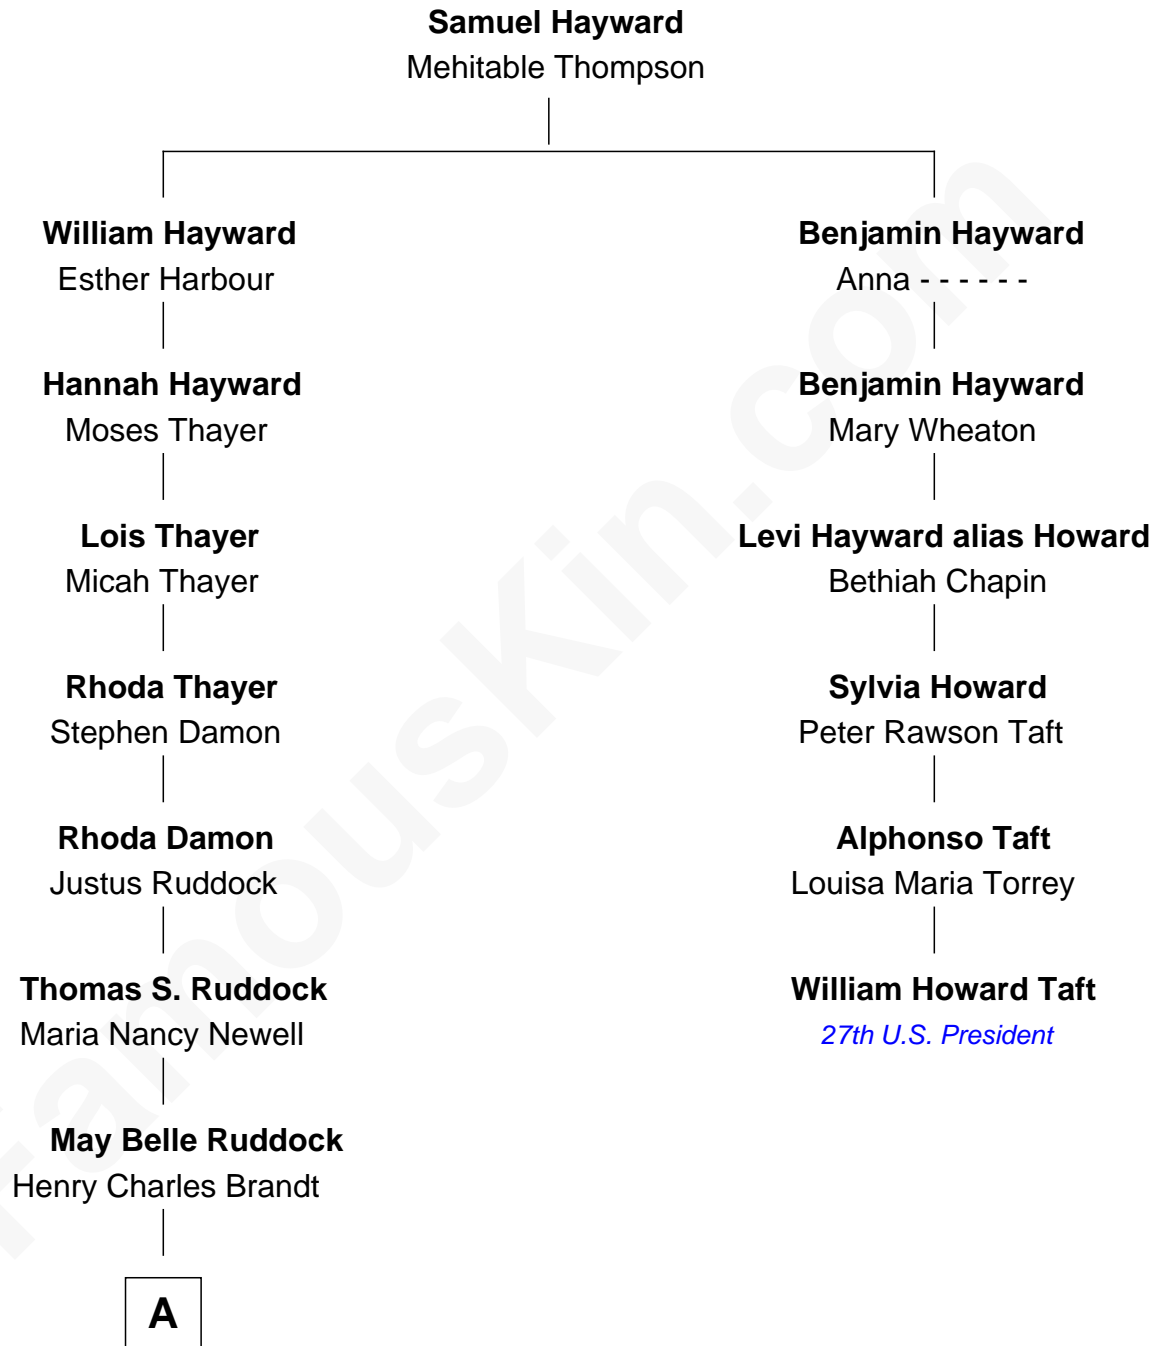 Samuel Hayward
Mehitable Thompson
William Hayward
Esther Harbour
Benjamin Hayward
Anna - - - - - -
Hannah Hayward
Moses Thayer
Benjamin Hayward
Mary Wheaton
Lois Thayer
Micah Thayer
Levi Hayward alias Howard
Bethiah Chapin
Rhoda Thayer
Stephen Damon
Sylvia Howard
Peter Rawson Taft
Rhoda Damon
Justus Ruddock
Alphonso Taft
Louisa Maria Torrey
Thomas S. Ruddock
Maria Nancy Newell
William Howard Taft
27th U.S. President
May Belle Ruddock
Henry Charles Brandt
A
FamousKin.com